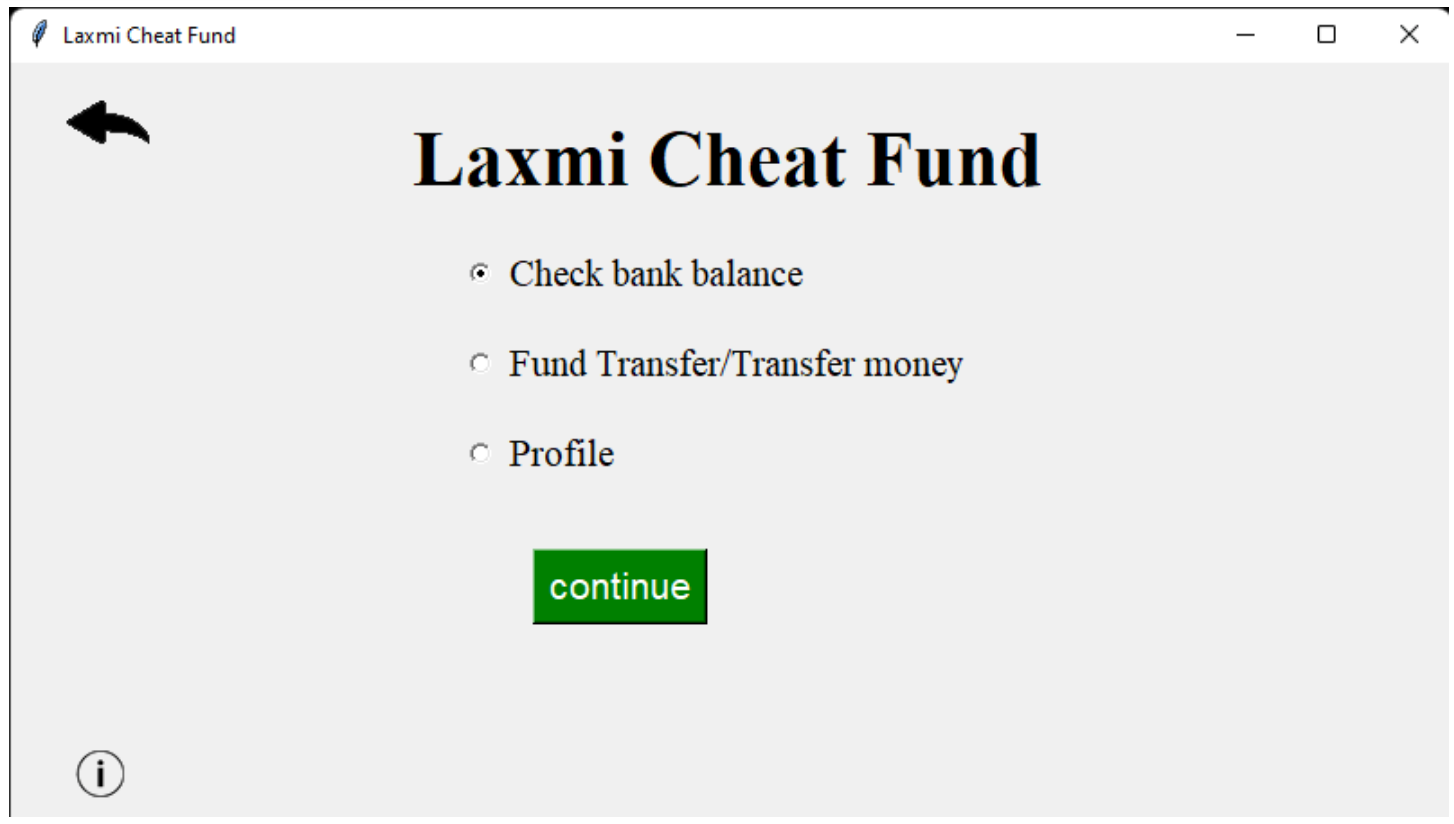 Laxmi Cheat Fund
Laxmi Cheat Fund
Check bank balance
Fund Transfer/Transfer money
Profile
continue
i